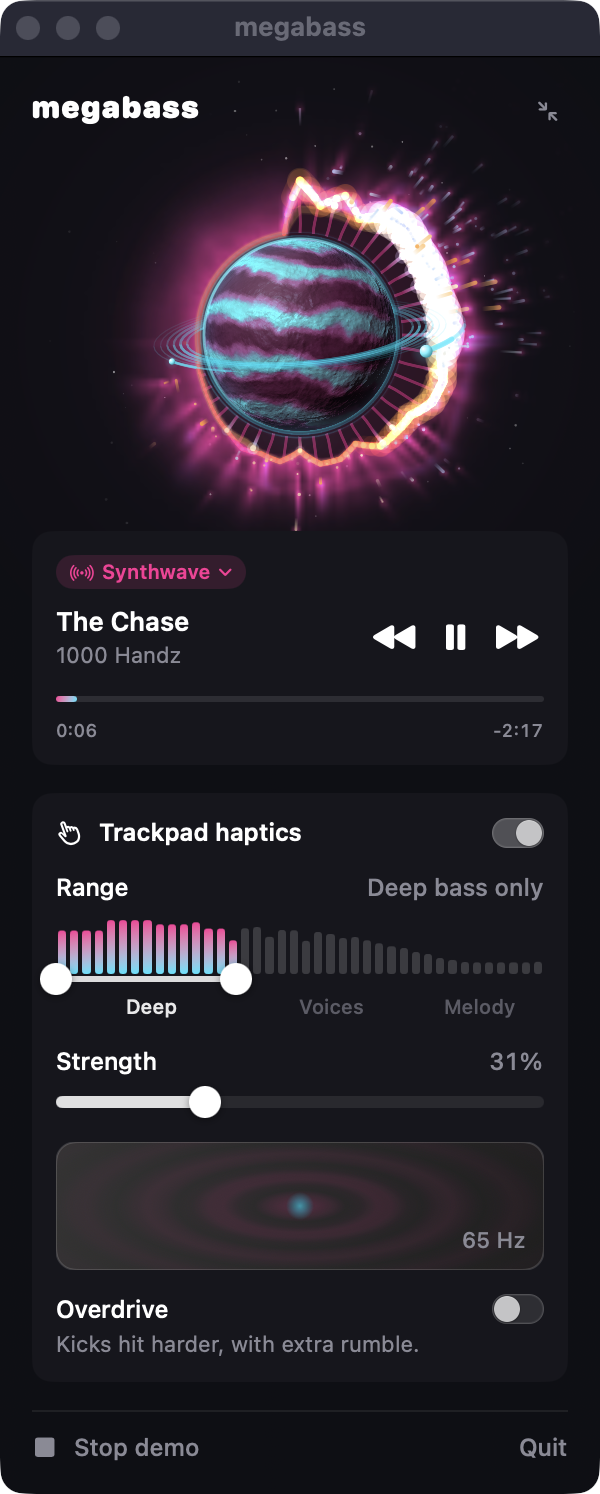 megabass
megabass
Synthwave
The Chase
1000 Handz
0:06
-2:17
Trackpad haptics
Range
Deep bass only
Deep
Voices
Melody
Strength
31%
65 Hz
Overdrive
Kicks hit harder, with extra rumble.
Stop demo
Quit